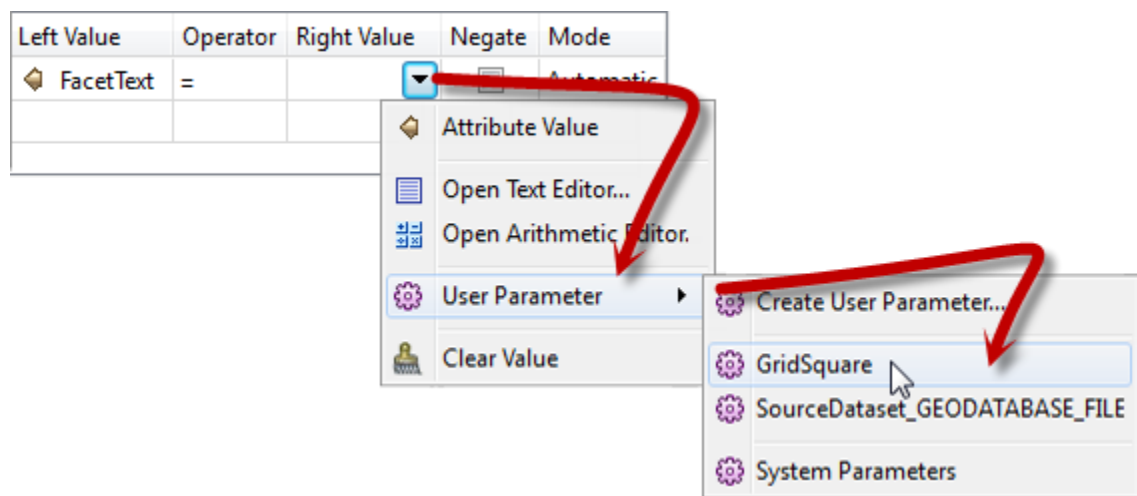 Left Value Operator Right Value Negate Mode
FacetText = Automatic
Attribute Value
Open Text Editor...
Open Arithmetic Editor.
User Parameter
Create User Parameter...
Clear Value
GridSquare
SourceDataset_GEODATABASE_FILE
System Parameters